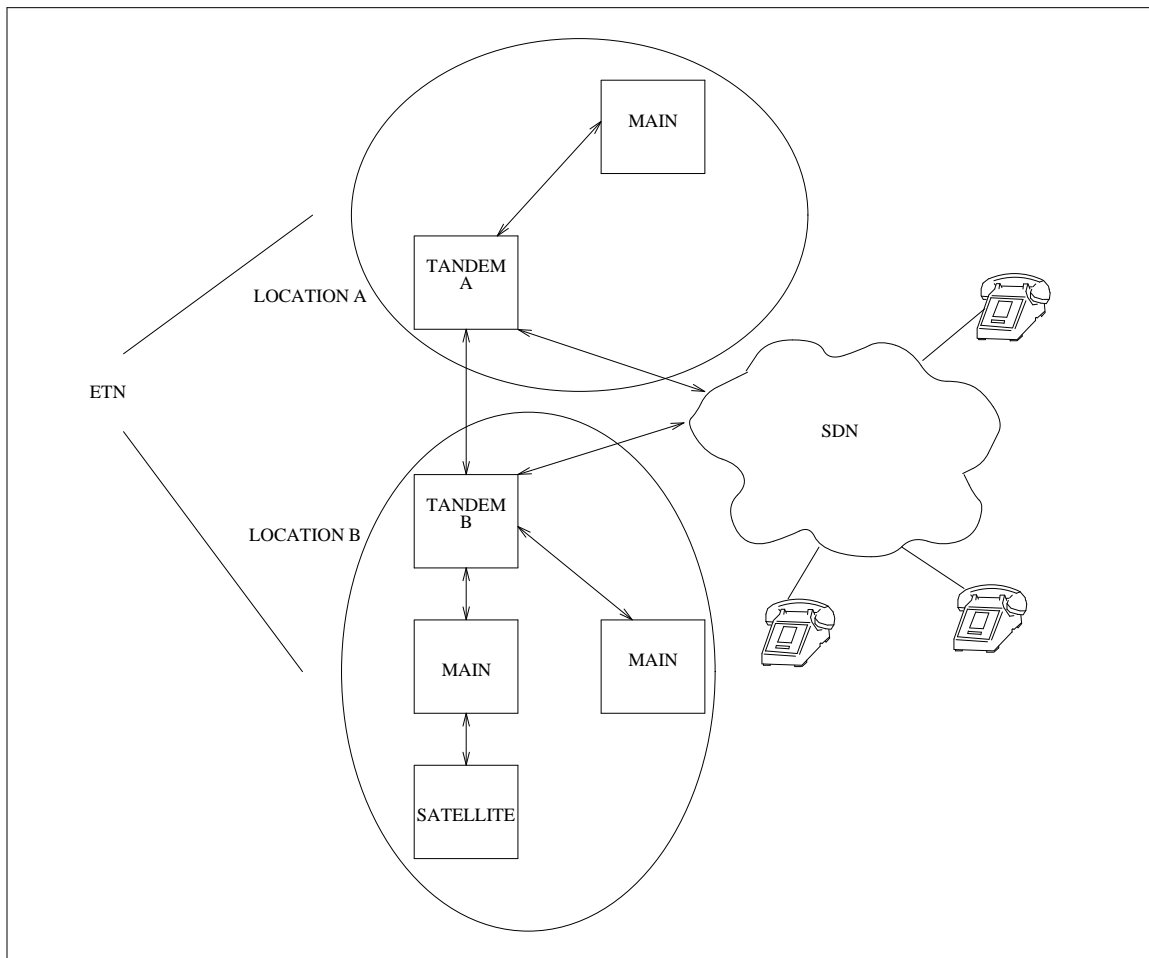 MAIN
TANDEM
A
LOCATION A
ETN
SDN
TANDEM
B
LOCATION B
MAIN
MAIN
SATELLITE